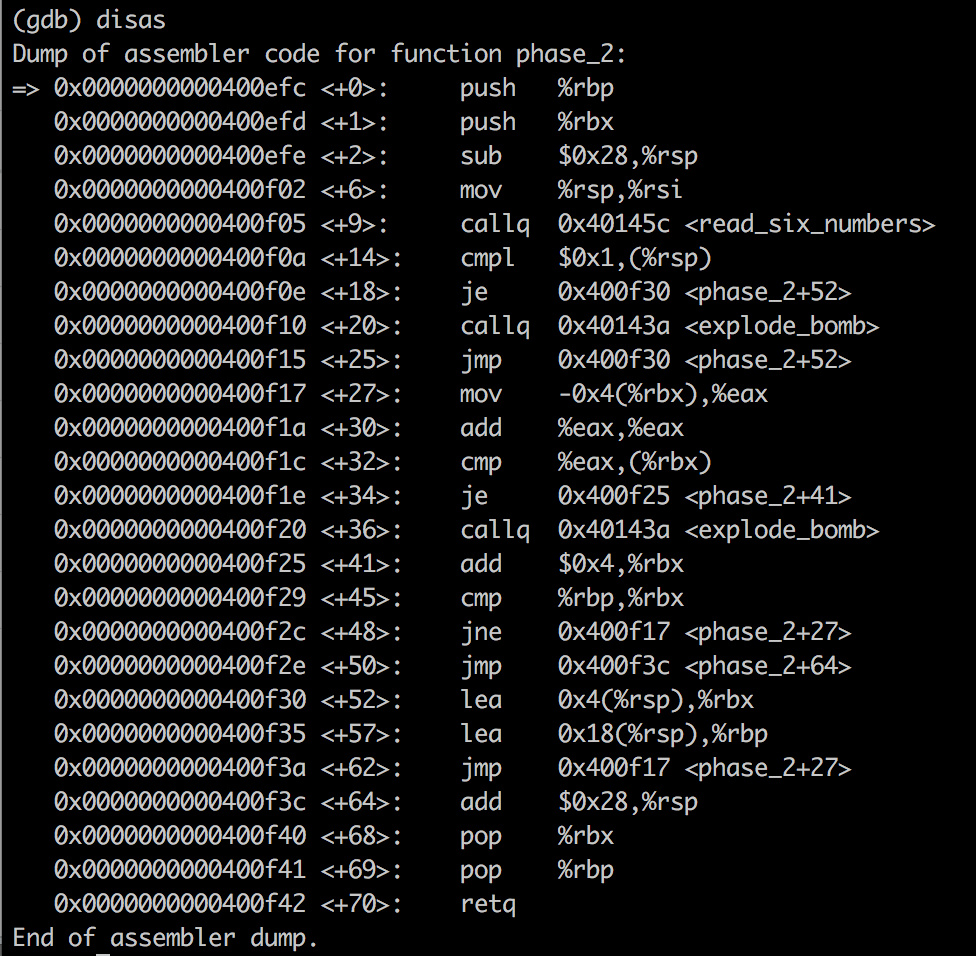 (gdb) disas
Dump of assembler code for function phase_2:
=> 0x0000000000400efc <+0>:     push   %rbp
   0x0000000000400efd <+1>:     push   %rbx
   0x0000000000400efe <+2>:     sub    $0x28,%rsp
   0x0000000000400f02 <+6>:     mov    %rsp,%rsi
   0x0000000000400f05 <+9>:     callq  0x40145c <read_six_numbers>
   0x0000000000400f0a <+14>:    cmpl   $0x1,(%rsp)
   0x0000000000400f0e <+18>:    je     0x400f30 <phase_2+52>
   0x0000000000400f10 <+20>:    callq  0x40143a <explode_bomb>
   0x0000000000400f15 <+25>:    jmp    0x400f30 <phase_2+52>
   0x0000000000400f17 <+27>:    mov    -0x4(%rbx),%eax
   0x0000000000400f1a <+30>:    add    %eax,%eax
   0x0000000000400f1c <+32>:    cmp    %eax,(%rbx)
   0x0000000000400f1e <+34>:    je     0x400f25 <phase_2+41>
   0x0000000000400f20 <+36>:    callq  0x40143a <explode_bomb>
   0x0000000000400f25 <+41>:    add    $0x4,%rbx
   0x0000000000400f29 <+45>:    cmp    %rbp,%rbx
   0x0000000000400f2c <+48>:    jne    0x400f17 <phase_2+27>
   0x0000000000400f2e <+50>:    jmp    0x400f3c <phase_2+64>
   0x0000000000400f30 <+52>:    lea    0x4(%rsp),%rbx
   0x0000000000400f35 <+57>:    lea    0x18(%rsp),%rbp
   0x0000000000400f3a <+62>:    jmp    0x400f17 <phase_2+27>
   0x0000000000400f3c <+64>:    add    $0x28,%rsp
   0x0000000000400f40 <+68>:    pop    %rbx
   0x0000000000400f41 <+69>:    pop    %rbp
   0x0000000000400f42 <+70>:    retq
End of assembler dump.